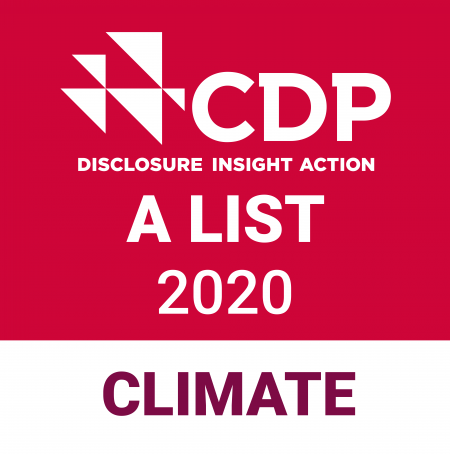 CDP
DISCLOSURE INSIGHT ACTION
A LIST
2020
CLIMATE